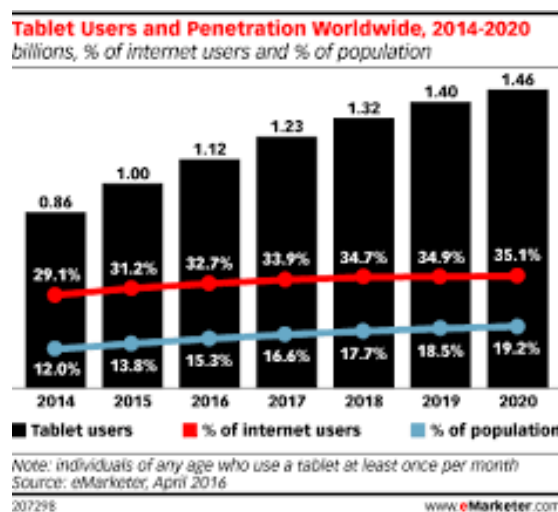 Tablet Users and Penetration Worldwide, 2014-2020
billions, % of internet users and % of population
0.86 1.00 1.12 1.23 1.32 1.40 1.46
29.1% 31.2% 32.7% 33.9% 34.7% 34.9% 35.1%
12.0% 13.8% 15.3% 16.6% 17.7% 18.5% 19.2%
2014 2015 2016 2017 2018 2019 2020
Tablet users % of internet users % of population
Note: individuals of any age who use a tablet at least once per month
Source: eMarketer, April 2016
207298 www.eMarketer.com